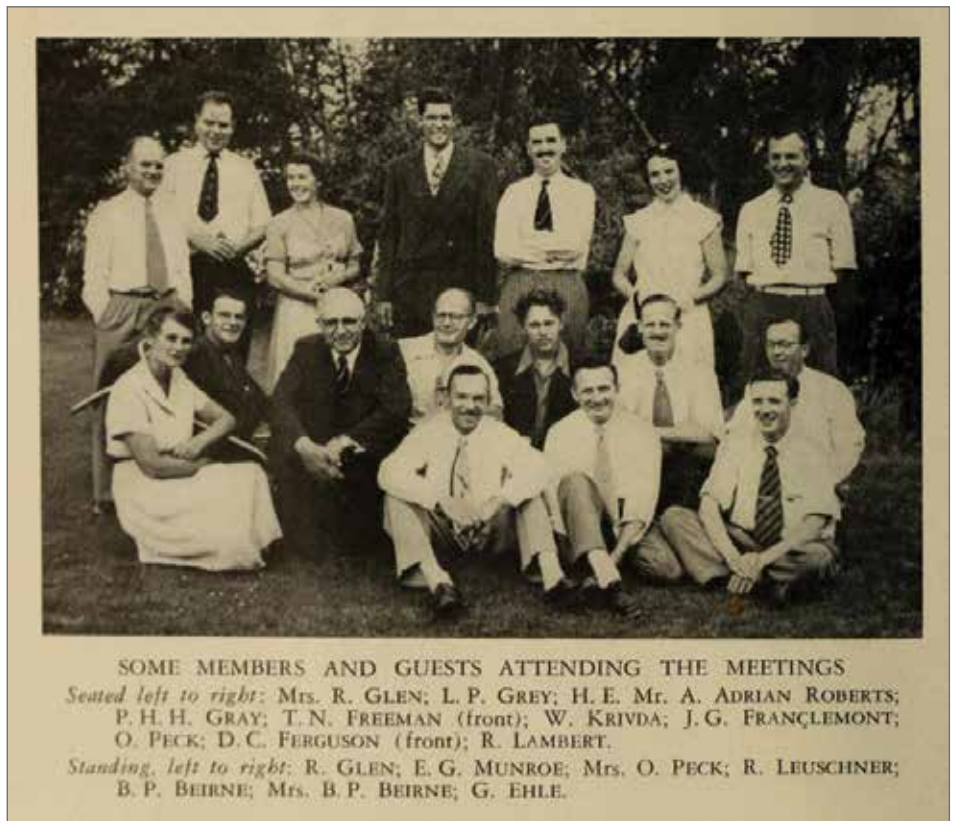 SOME MEMBERS AND GUESTS ATTENDING THE MEETINGS
Seated left to right: Mrs. R. GLEN; L. P. GREY; H. E. Mr. A. ADRIAN ROBERTS;
P. H. H. GRAY; T. N. FREEMAN (front); W. KRIVDA; J. G. FRANÇLEMONT;
O. PECK; D. C. FERGUSON (front); R. LAMBERT.
Standing, left to right: R. GLEN; E. G. MUNROE; Mrs. O. PECK; R. LEUSCHNER;
B. P. BEIRNE; Mrs. B. P. BEIRNE; G. EHLE.